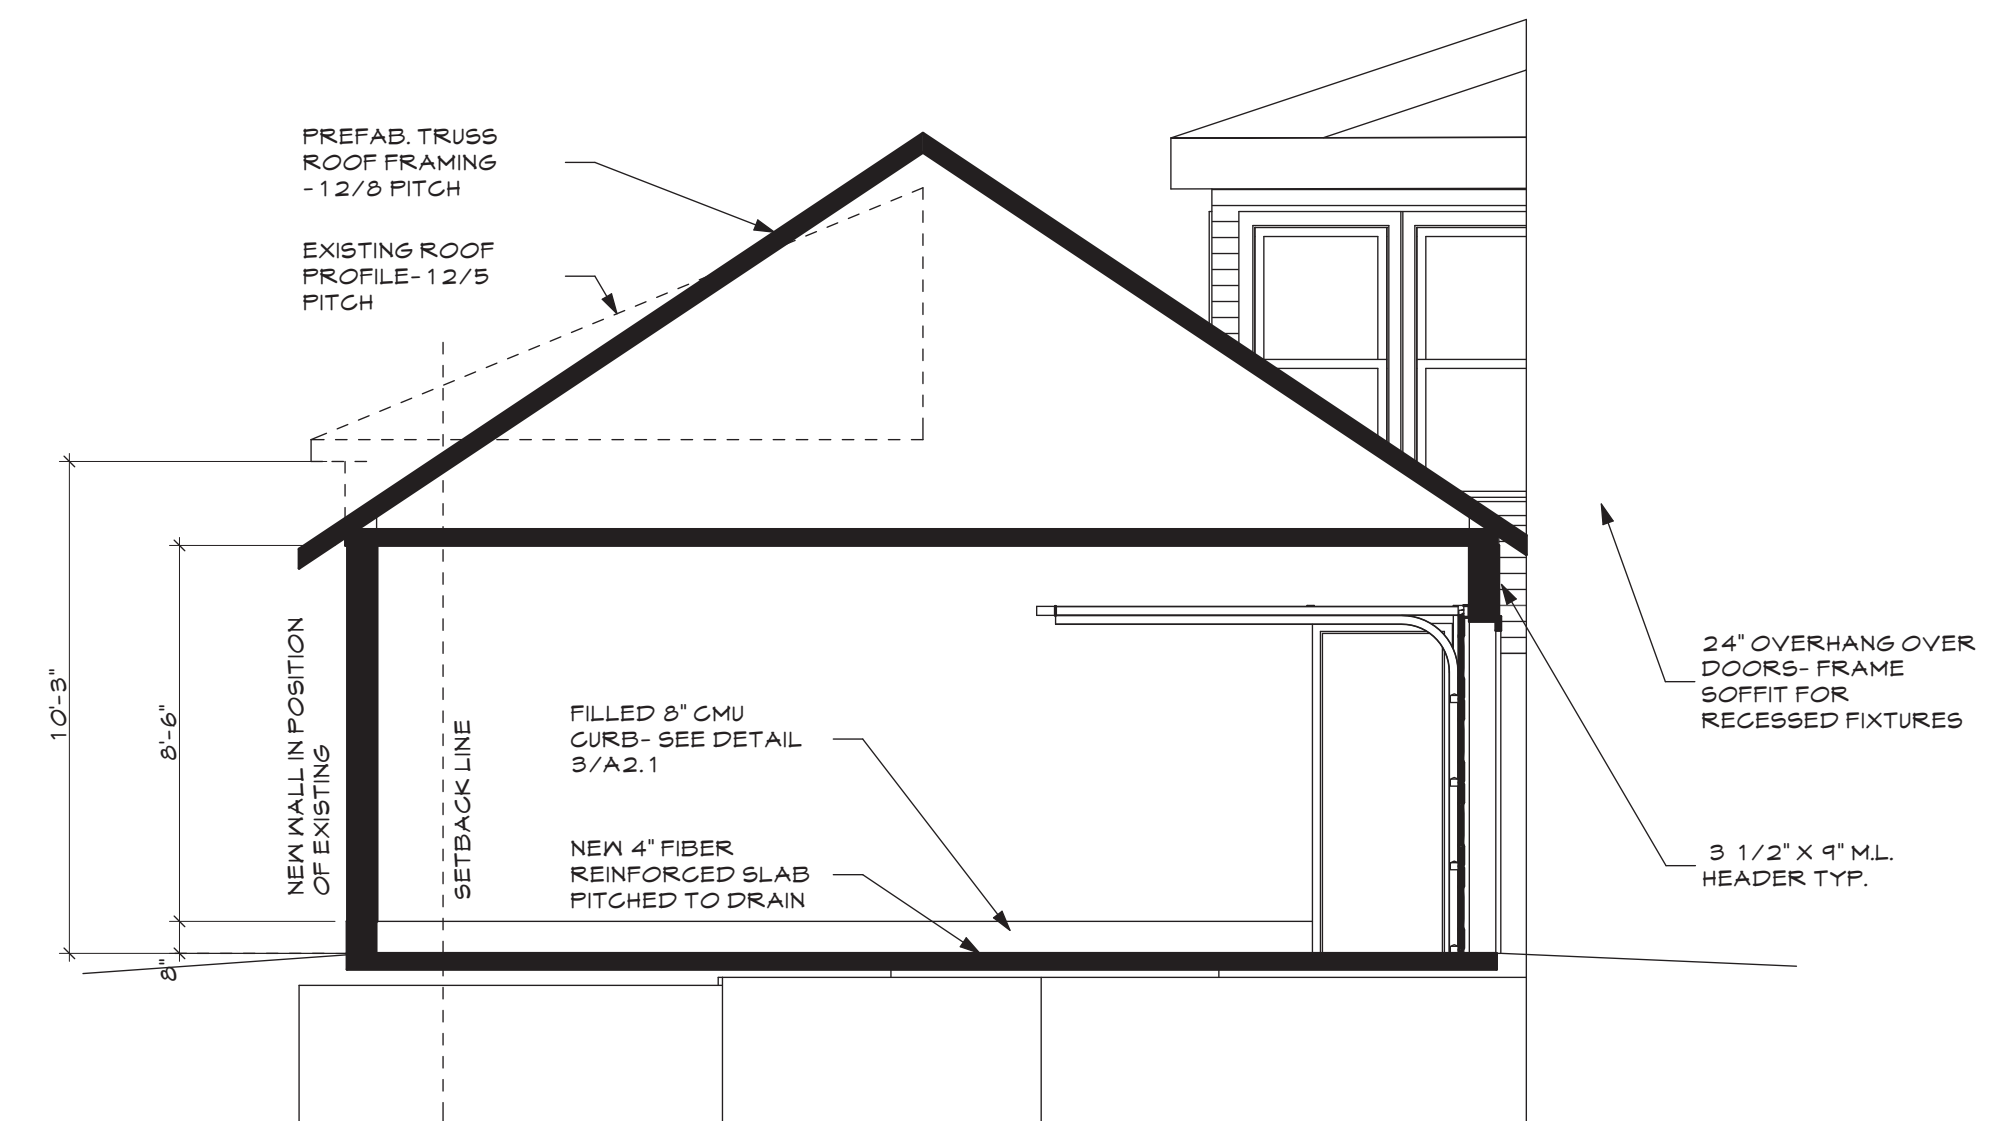 PREFAB. TRUSS
ROOF FRAMING
-12/8 PITCH
EXISTING ROOF
PROFILE-12/5
PITCH
10'-3"
8'-6"
8"
NEW WALL IN POSITION
OF EXISTING
SETBACK LINE
FILLED 8" CMU
CURB- SEE DETAIL
3/A2.1
NEW 4" FIBER
REINFORCED SLAB
PITCHED TO DRAIN
24" OVERHANG OVER
DOORS- FRAME
SOFFIT FOR
RECESSED FIXTURES
3 1/2" X 9" M.L.
HEADER TYP.